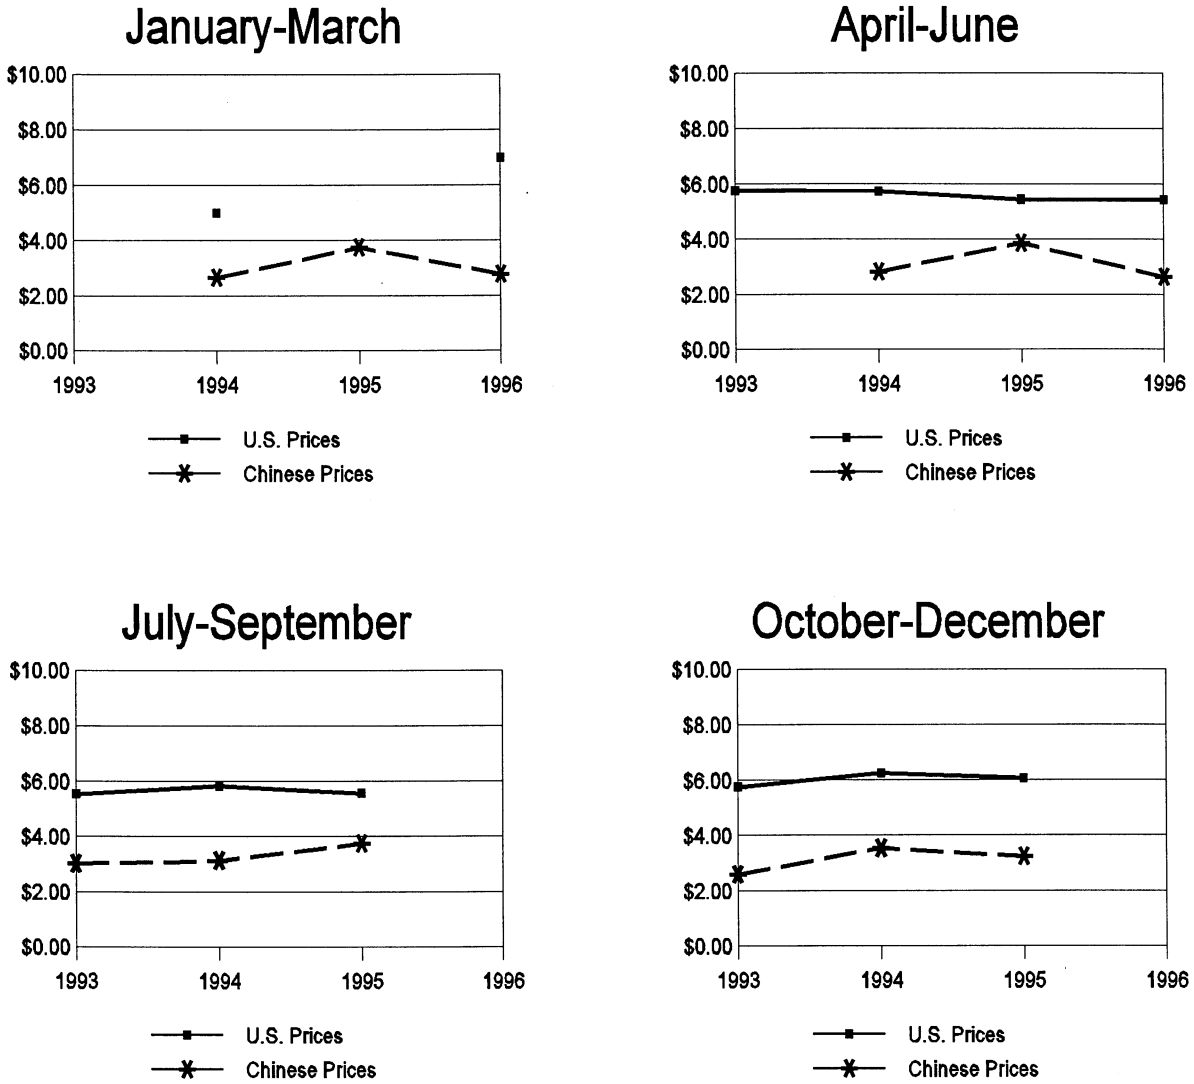 January-March
$10.00
$8.00
$6.00
$4.00
$2.00
$0.00
1993 1994 1995 1996
U.S. Prices
Chinese Prices
April-June
$10.00
$8.00
$6.00
$4.00
$2.00
$0.00
1993 1994 1995 1996
U.S. Prices
Chinese Prices
July-September
$10.00
$8.00
$6.00
$4.00
$2.00
$0.00
1993 1994 1995 1996
U.S. Prices
Chinese Prices
October-December
$10.00
$8.00
$6.00
$4.00
$2.00
$0.00
1993 1994 1995 1996
U.S. Prices
Chinese Prices